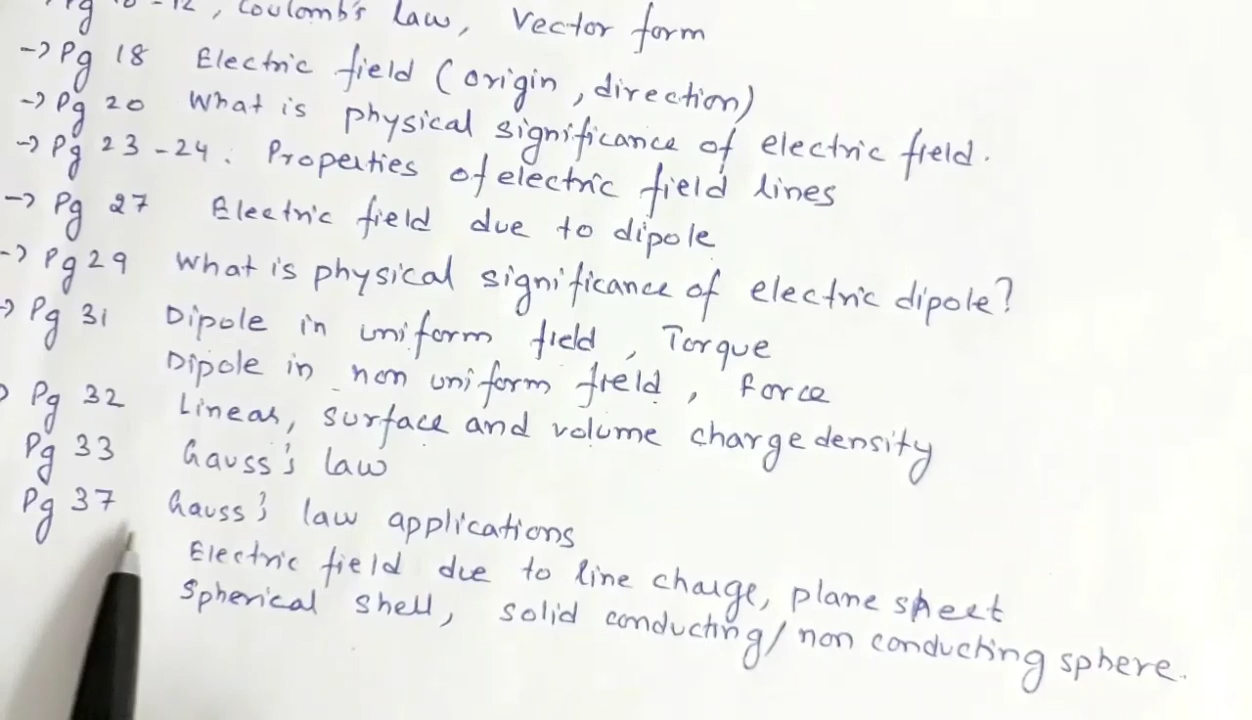 -12, Coulomb's law, Vector form
→ Pg 18 Electric field (origin, direction)
→ Pg 20 What is physical significance of electric field.
→ Pg 23-24. Properties of electric field lines
→ Pg 27 Electric field due to dipole
→ Pg 29 What is physical significance of electric dipole?
→ Pg 31 Dipole in uniform field, Torque
Dipole in non uniform field, Force
Pg 32 Linear, surface and volume charge density
Pg 33 Gauss's law
Pg 37 Gauss's law applications
Electric field due to line charge, plane sheet
Spherical shell, solid conducting/non conducting sphere.